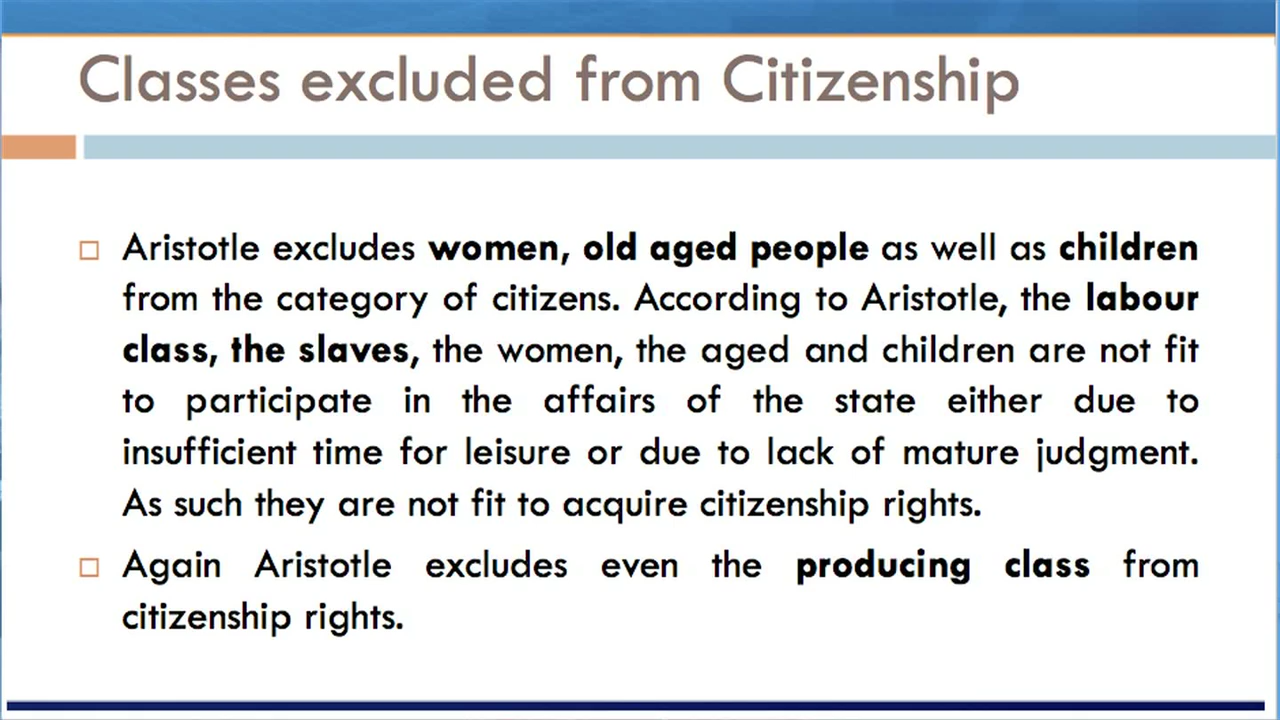 Classes excluded from Citizenship
Aristotle excludes women, old aged people as well as children
from the category of citizens. According to Aristotle, the labour
class, the slaves, the women, the aged and children are not fit
to participate in the affairs of the state either due to
insufficient time for leisure or due to lack of mature judgment.
As such they are not fit to acquire citizenship rights.
Again Aristotle excludes even the producing class from
citizenship rights.